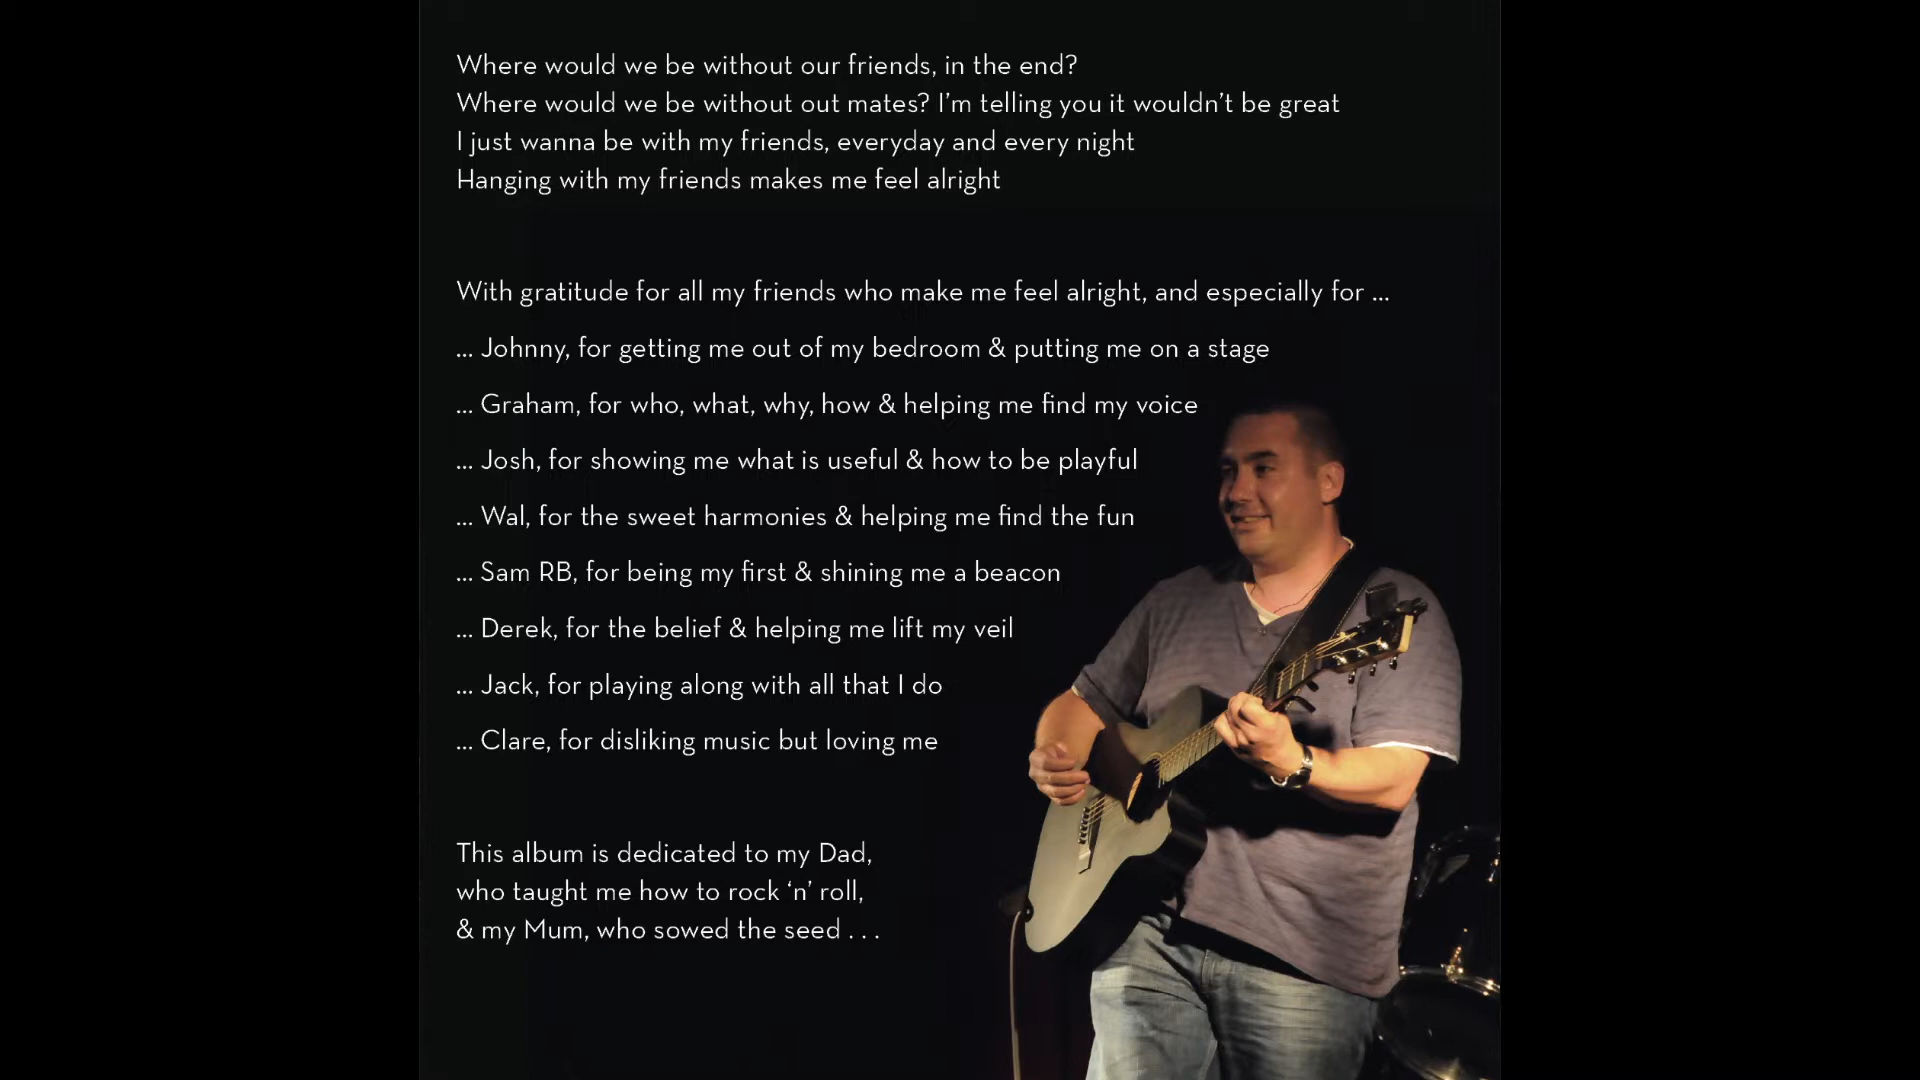 Where would we be without our friends, in the end?
Where would we be without out mates? I'm telling you it wouldn't be great
I just wanna be with my friends, everyday and every night
Hanging with my friends makes me feel alright
With gratitude for all my friends who make me feel alright, and especially for ...
... Johnny, for getting me out of my bedroom & putting me on a stage
... Graham, for who, what, why, how & helping me find my voice
... Josh, for showing me what is useful & how to be playful
... Wal, for the sweet harmonies & helping me find the fun
... Sam RB, for being my first & shining me a beacon
... Derek, for the belief & helping me lift my veil
... Jack, for playing along with all that I do
... Clare, for disliking music but loving me
This album is dedicated to my Dad,
who taught me how to rock ‘n’ roll,
& my Mum, who sowed the seed . . .